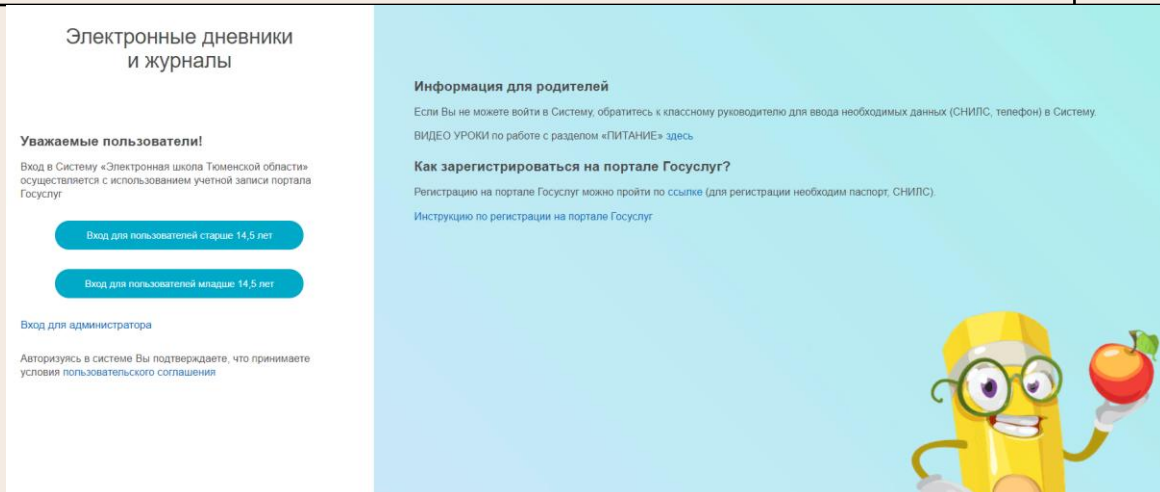 Электронные дневники
и журналы
Уважаемые пользователи!
Вход в Систему «Электронная школа Тюменской области»
осуществляется с использованием учетной записи портала
Госуслуг
Вход для пользователей старше 14,5 лет
Вход для пользователей младше 14,5 лет
Вход для администратора
Авторизуясь в системе Вы подтверждаете, что принимаете
условия пользовательского соглашения
Информация для родителей
Если Вы не можете войти в Систему, обратитесь к классному руководителю для ввода необходимых данных (СНИЛС, телефон) в Систему.
ВИДЕО УРОКИ по работе с разделом «ПИТАНИЕ» здесь
Как зарегистрироваться на портале Госуслуг?
Регистрацию на портале Госуслуг можно пройти по ссылке (для регистрации необходим паспорт, СНИЛС).
Инструкцию по регистрации на портале Госуслуг